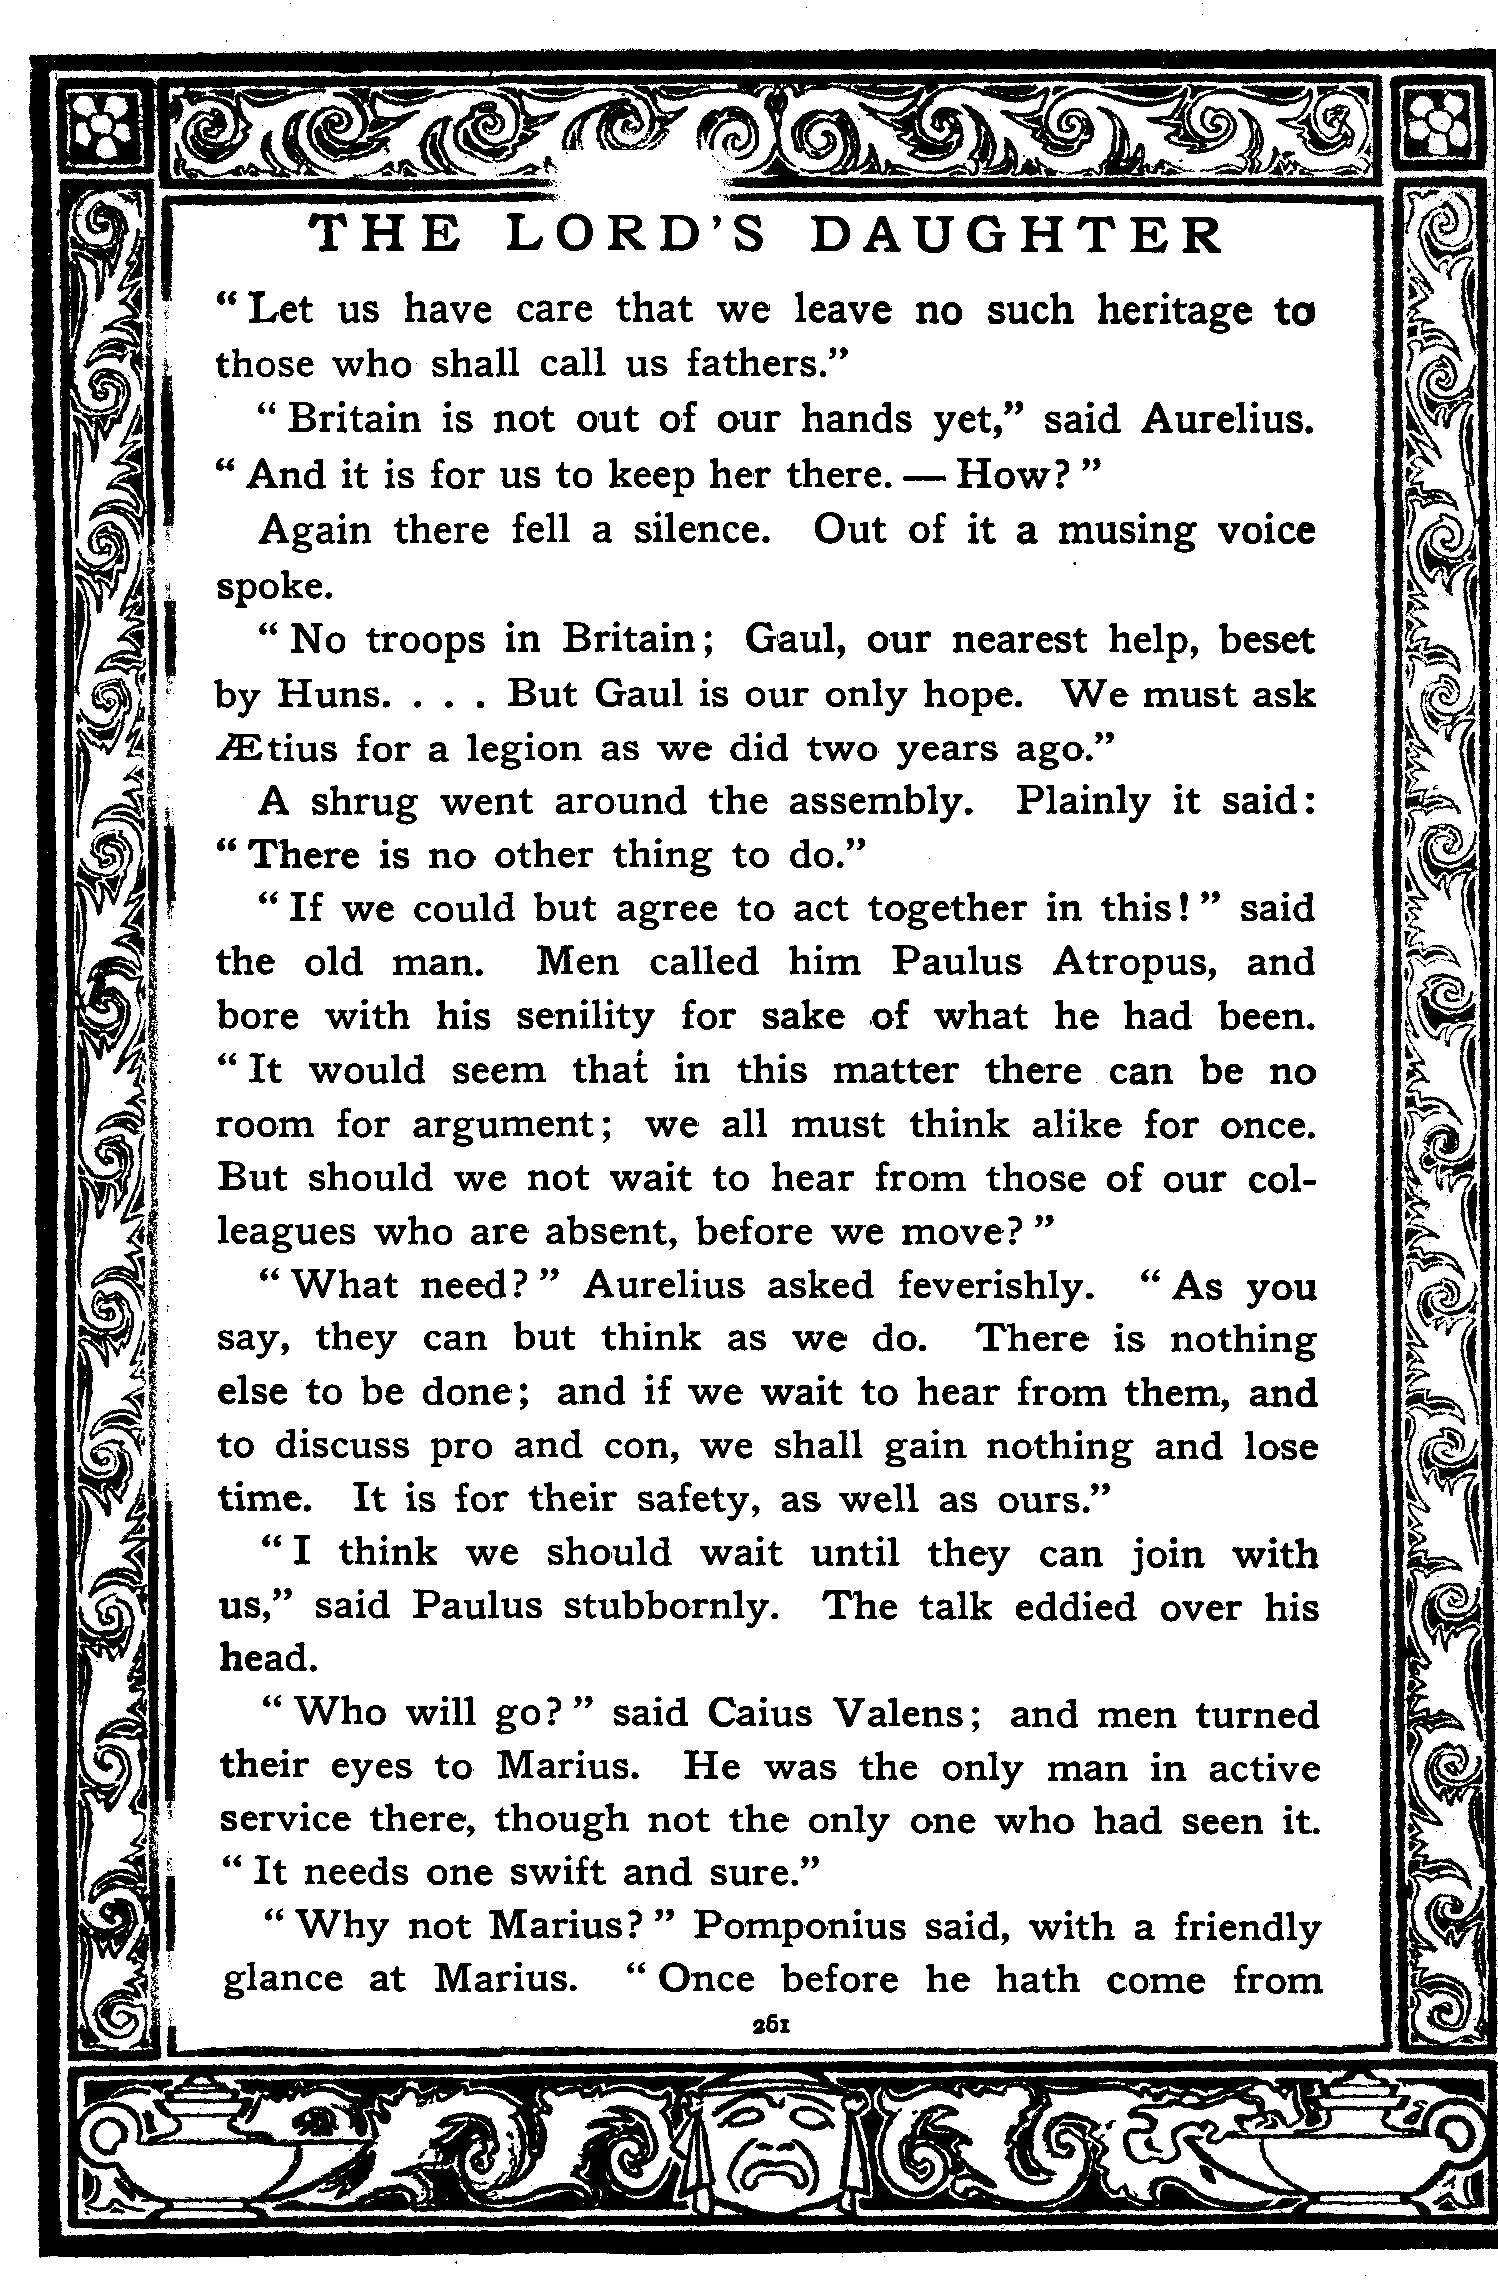 THE LORD'S DAUGHTER
“Let us have care that we leave no such heritage to
those who shall call us fathers.”
“Britain is not out of our hands yet,” said Aurelius.
“And it is for us to keep her there. — How?”
Again there fell a silence. Out of it a musing voice
spoke.
“No troops in Britain; Gaul, our nearest help, beset
by Huns. . . . But Gaul is our only hope. We must ask
Ætius for a legion as we did two years ago.”
A shrug went around the assembly. Plainly it said:
“There is no other thing to do.”
“If we could but agree to act together in this!” said
the old man. Men called him Paulus Atropus, and
bore with his senility for sake of what he had been.
“It would seem that in this matter there can be no
room for argument; we all must think alike for once.
But should we not wait to hear from those of our col-
leagues who are absent, before we move?”
“What need?” Aurelius asked feverishly. “As you
say, they can but think as we do. There is nothing
else to be done; and if we wait to hear from them, and
to discuss pro and con, we shall gain nothing and lose
time. It is for their safety, as well as ours.”
“I think we should wait until they can join with
us,” said Paulus stubbornly. The talk eddied over his
head.
“Who will go?” said Caius Valens; and men turned
their eyes to Marius. He was the only man in active
service there, though not the only one who had seen it.
“It needs one swift and sure.”
“Why not Marius?” Pomponius said, with a friendly
glance at Marius. “Once before he hath come from
261